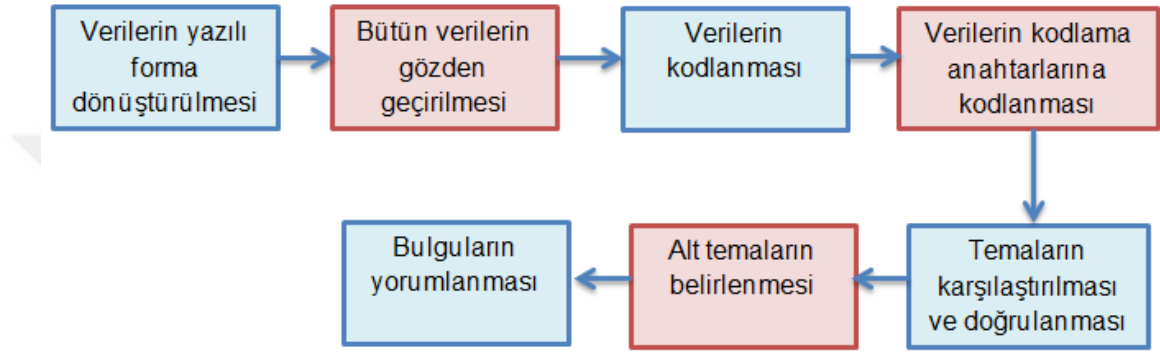 Verilerin yazılı
forma
dönüştürülmesi
Bütün verilerin
gözden
geçirilmesi
Verilerin
kodlanması
Verilerin kodlama
anahtarlarına
kodlanması
Temaların
karşılaştırılması
ve doğrulanması
Alt temaların
belirlenmesi
Bulguların
yorumlanması